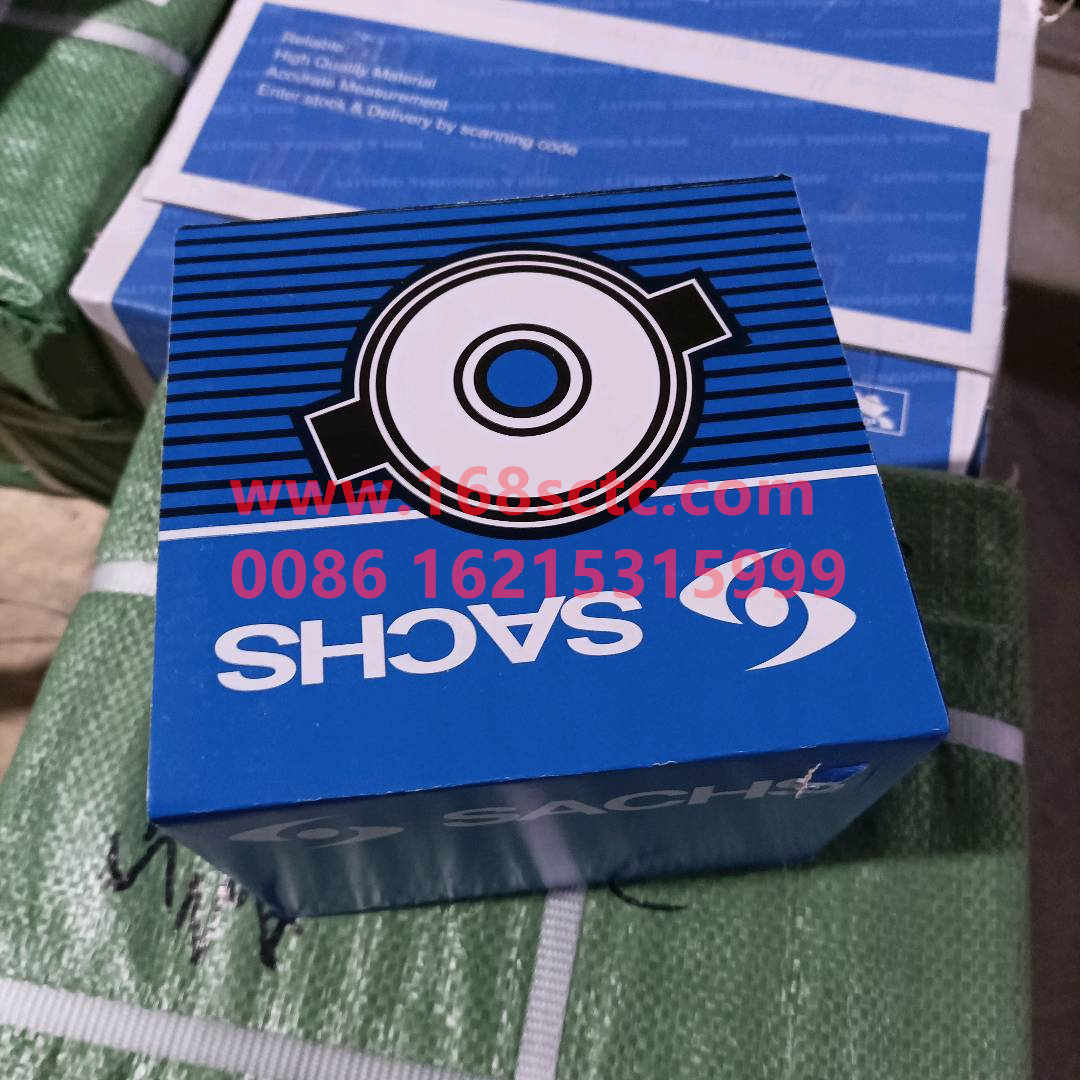 Reliable
High Quality Material
Accurate Measurement
Enter stock & Delivery by scanning code
www.168sctc.com
0086 16215315999
SACHS
SACHS